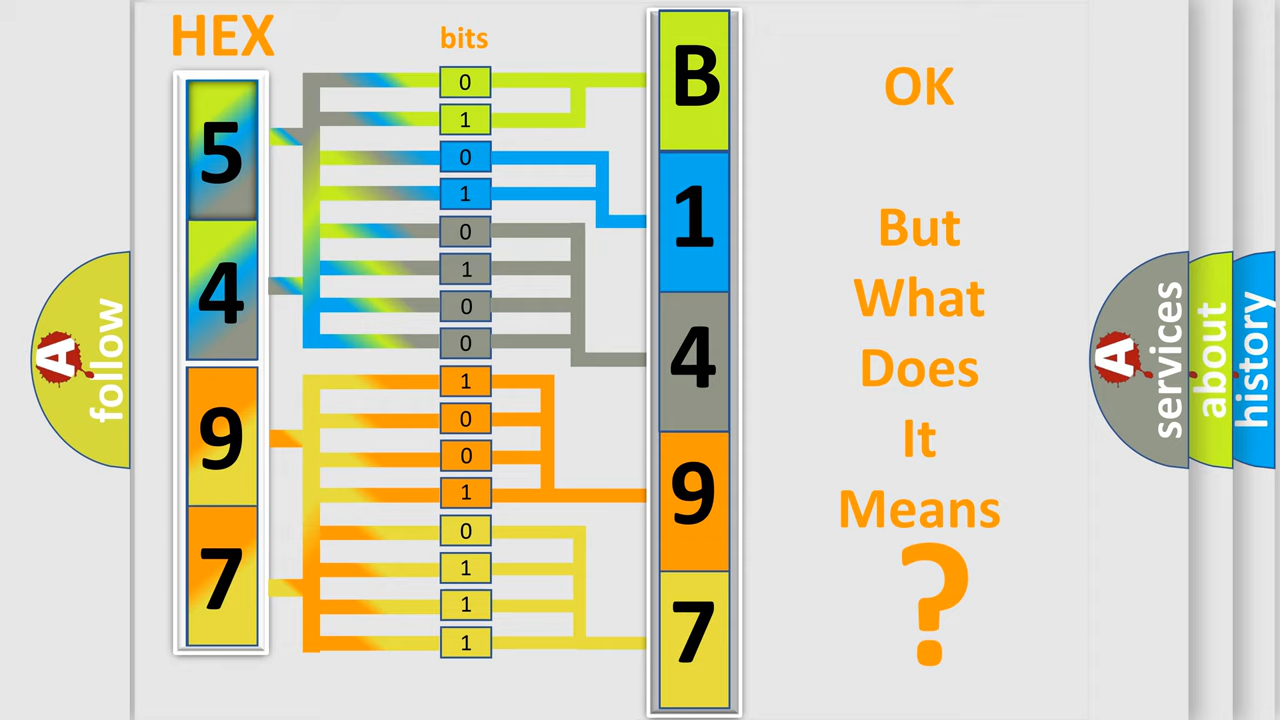 HEX
bits
5
4
9
7
0
1
0
1
0
1
0
0
1
0
0
1
0
1
1
1
B
1
4
9
7
OK
But
What
Does
It
Means
?
A
follow
A
services
about
history